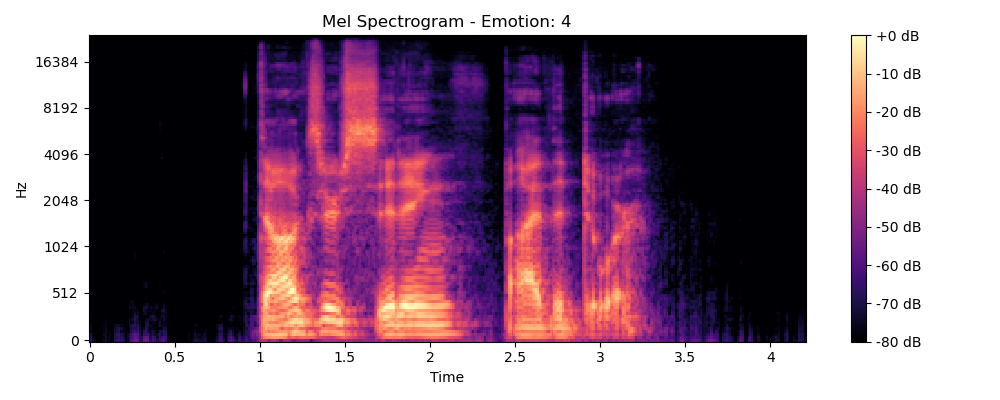 Mel Spectrogram - Emotion: 4
Hz
16384
8192
4096
2048
1024
512
0
0 0.5 1 1.5 2 2.5 3 3.5 4
Time
+0 dB
-10 dB
-20 dB
-30 dB
-40 dB
-50 dB
-60 dB
-70 dB
-80 dB